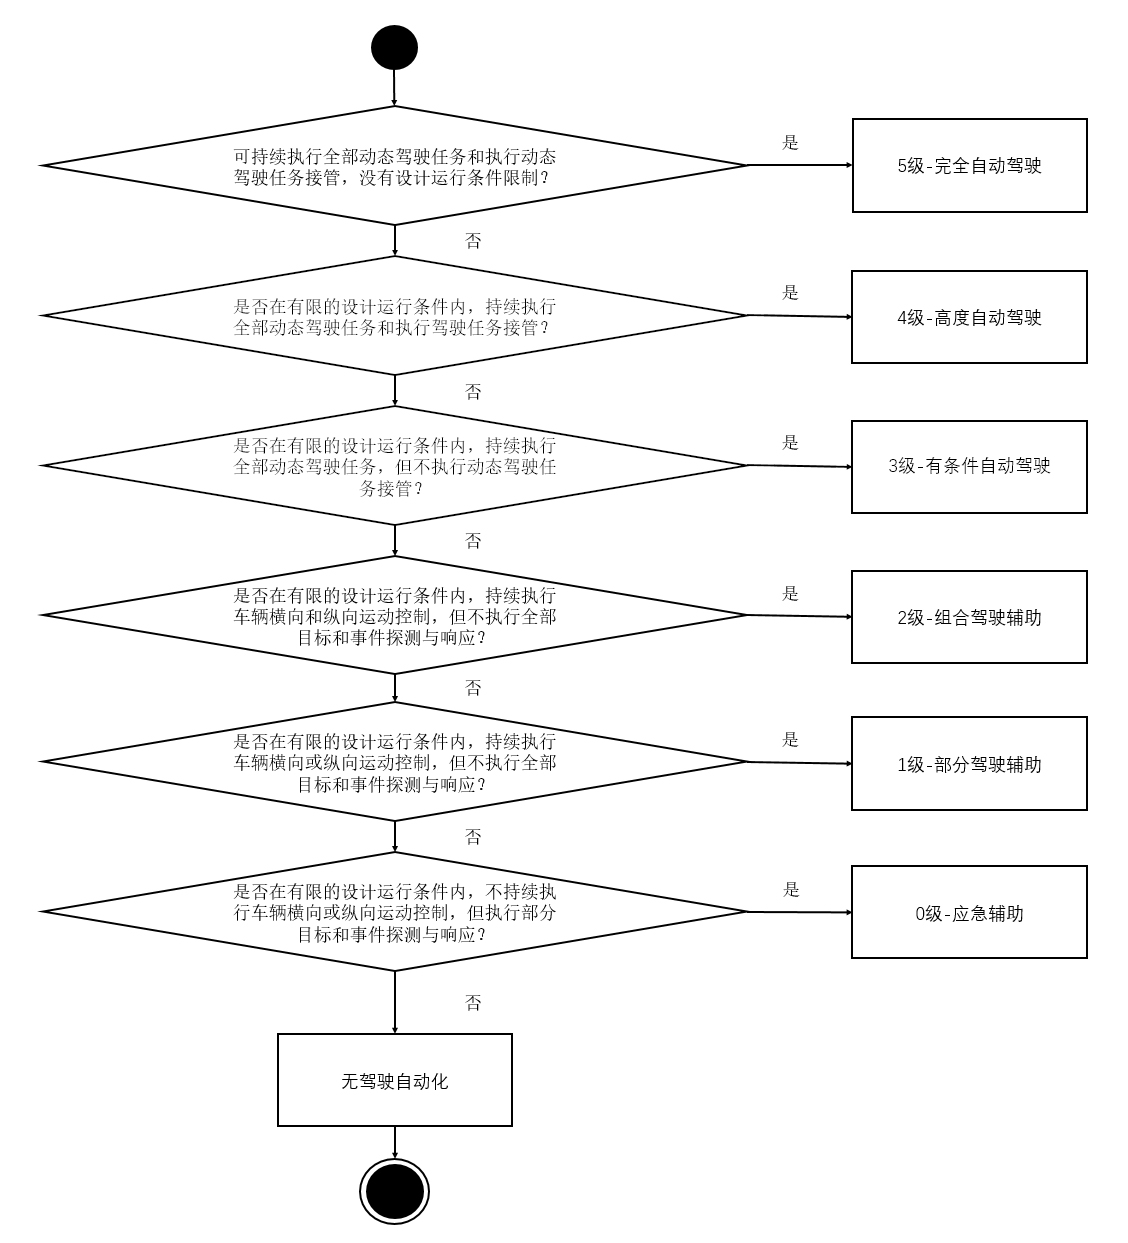 可持续执行全部动态驾驶任务和执行动态
驾驶任务接管，没有设计运行条件限制？
是
5级-完全自动驾驶
否
是否在有限的设计运行条件内，持续执行
全部动态驾驶任务和执行驾驶任务接管？
是
4级-高度自动驾驶
否
是否在有限的设计运行条件内，持续执行
全部动态驾驶任务，但不执行动态驾驶任
务接管？
是
3级-有条件自动驾驶
否
是否在有限的设计运行条件内，持续执行
车辆横向和纵向运动控制，但不执行全部
目标和事件探测与响应？
是
2级-组合驾驶辅助
否
是否在有限的设计运行条件内，持续执行
车辆横向或纵向运动控制，但不执行全部
目标和事件探测与响应？
是
1级-部分驾驶辅助
否
是否在有限的设计运行条件内，不持续执
行车辆横向或纵向运动控制，但执行部分
目标和事件探测与响应？
是
0级-应急辅助
否
无驾驶自动化